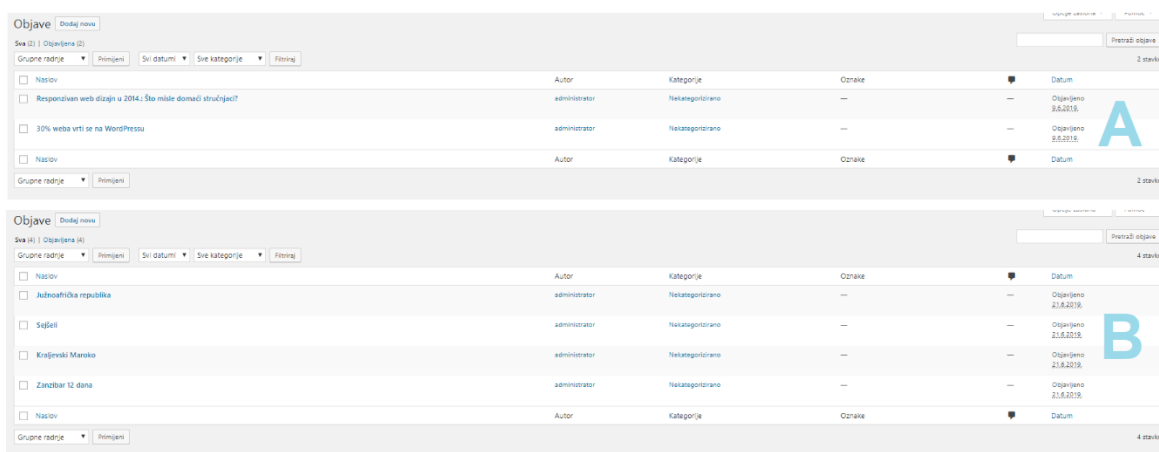 Objave Dodaj novu
Sva (2) | Objavljena (2)
Pretraži objave
Grupne radnje Primijeni Svi datumi Sve kategorije Filtriraj
2 stavke
Naslov Autor Kategorije Oznake Datum
Responzivan web dizajn u 2014.: Što misle domaći stručnjaci? administrator Nekategorizirano — — Objavljeno
9.6.2019.
30% weba vrti se na WordPressu administrator Nekategorizirano — — Objavljeno
9.6.2019.
A
Naslov Autor Kategorije Oznake Datum
Grupne radnje Primijeni
Objave Dodaj novu
Sva (4) | Objavljena (4)
Pretraži objave
Grupne radnje Primijeni Svi datumi Sve kategorije Filtriraj
Naslov Autor Kategorije Oznake Datum
Južnoafrička republika administrator Nekategorizirano — — Objavljeno
21.6.2019.
Sejšeli administrator Nekategorizirano — — Objavljeno
21.6.2019.
B
Kraljevski Maroko administrator Nekategorizirano — — Objavljeno
21.6.2019.
Zanzibar 12 dana administrator Nekategorizirano — — Objavljeno
21.6.2019.
Naslov Autor Kategorije Oznake Datum
Grupne radnje Primijeni